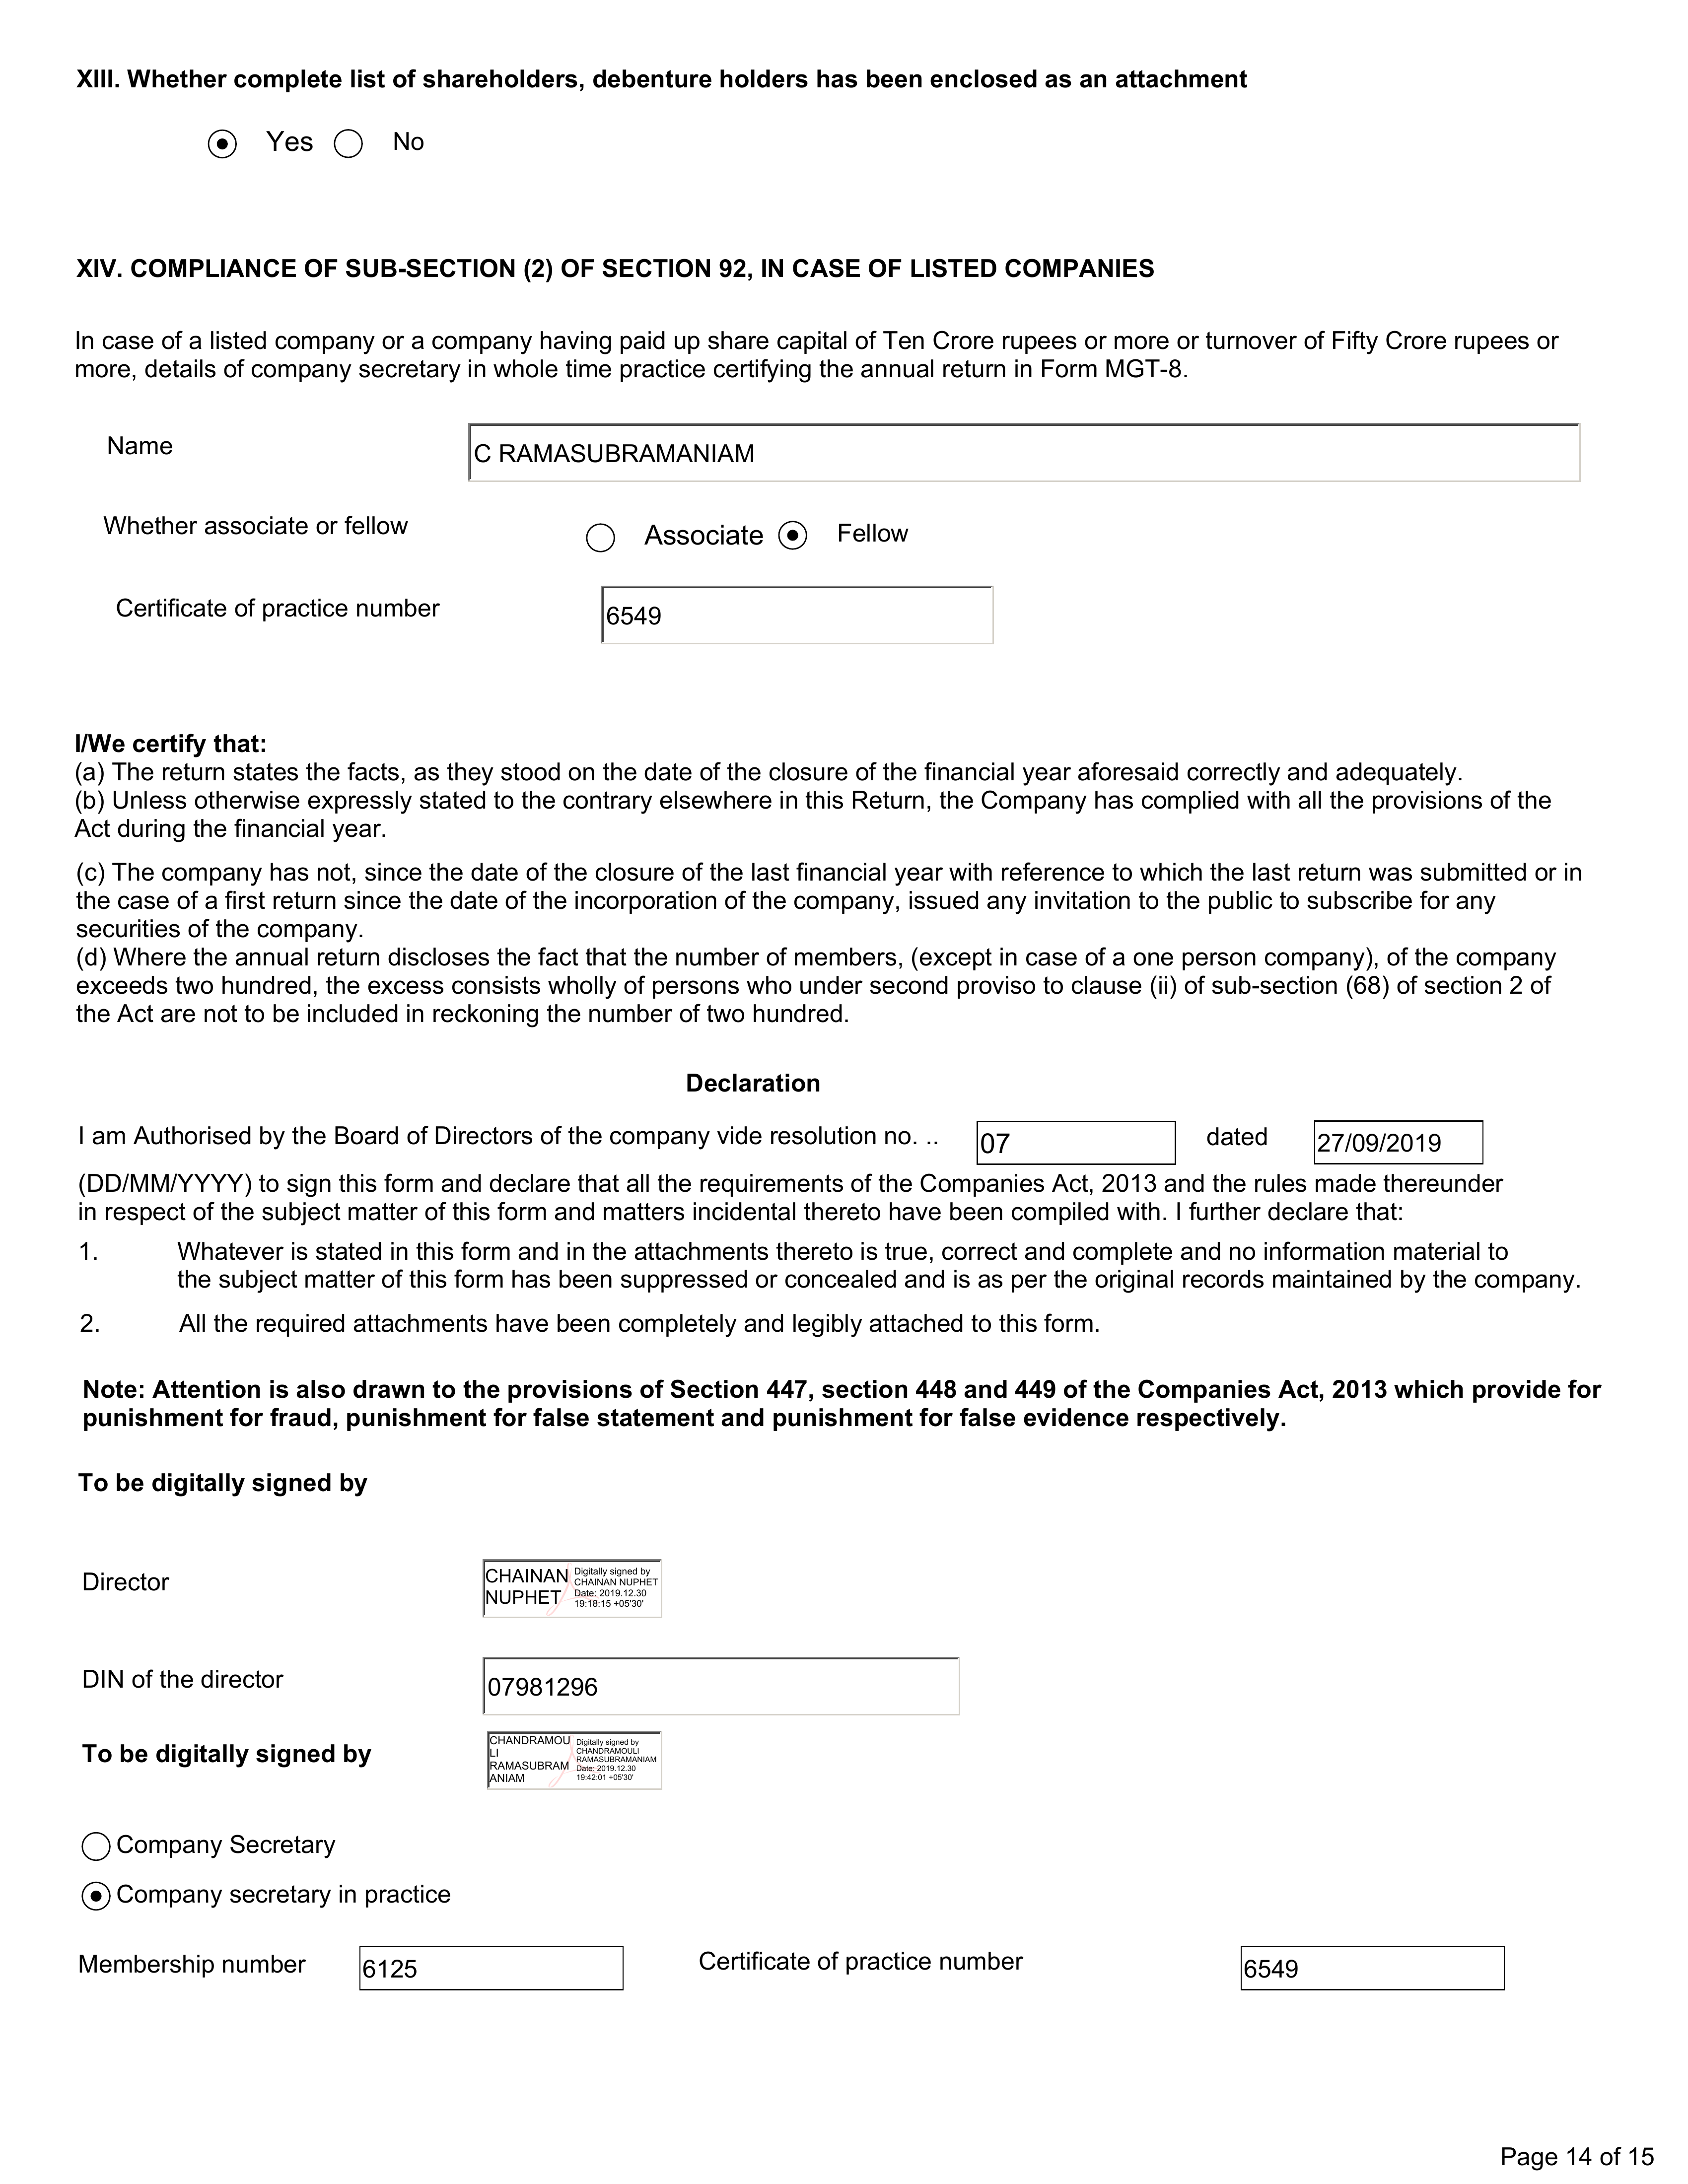 XIII. Whether complete list of shareholders, debenture holders has been enclosed as an attachment
Yes No
XIV. COMPLIANCE OF SUB-SECTION (2) OF SECTION 92, IN CASE OF LISTED COMPANIES
In case of a listed company or a company having paid up share capital of Ten Crore rupees or more or turnover of Fifty Crore rupees or
more, details of company secretary in whole time practice certifying the annual return in Form MGT-8.
Name C RAMASUBRAMANIAM
Whether associate or fellow Associate Fellow
Certificate of practice number 6549
I/We certify that:
(a) The return states the facts, as they stood on the date of the closure of the financial year aforesaid correctly and adequately.
(b) Unless otherwise expressly stated to the contrary elsewhere in this Return, the Company has complied with all the provisions of the
Act during the financial year.
(c) The company has not, since the date of the closure of the last financial year with reference to which the last return was submitted or in
the case of a first return since the date of the incorporation of the company, issued any invitation to the public to subscribe for any
securities of the company.
(d) Where the annual return discloses the fact that the number of members, (except in case of a one person company), of the company
exceeds two hundred, the excess consists wholly of persons who under second proviso to clause (ii) of sub-section (68) of section 2 of
the Act are not to be included in reckoning the number of two hundred.
Declaration
I am Authorised by the Board of Directors of the company vide resolution no. .. 07 dated 27/09/2019
(DD/MM/YYYY) to sign this form and declare that all the requirements of the Companies Act, 2013 and the rules made thereunder
in respect of the subject matter of this form and matters incidental thereto have been compiled with. I further declare that:
1. Whatever is stated in this form and in the attachments thereto is true, correct and complete and no information material to
the subject matter of this form has been suppressed or concealed and is as per the original records maintained by the company.
2. All the required attachments have been completely and legibly attached to this form.
Note: Attention is also drawn to the provisions of Section 447, section 448 and 449 of the Companies Act, 2013 which provide for
punishment for fraud, punishment for false statement and punishment for false evidence respectively.
To be digitally signed by
Director
CHAINAN
NUPHET
Digitally signed by
CHAINAN NUPHET
Date: 2019.12.30
19:18:15 +05'30'
DIN of the director 07981296
To be digitally signed by
CHANDRAMOU
LI
RAMASUBRAM
ANIAM
Digitally signed by
CHANDRAMOULI
RAMASUBRAMANIAM
Date: 2019.12.30
19:42:01 +05'30'
Company Secretary
Company secretary in practice
Membership number 6125 Certificate of practice number 6549
Page 14 of 15